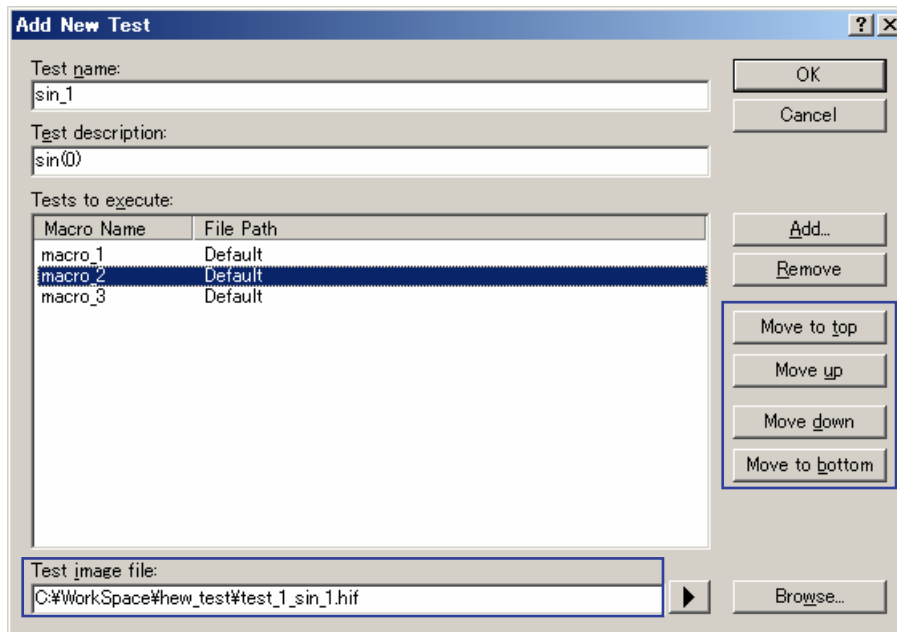 Add New Test
Test name:
sin_1
Test description:
sin(0)
Tests to execute:
Macro Name File Path
macro_1 Default
macro_2 Default
macro_3 Default
Test image file:
C:¥WorkSpace¥hew_test¥test_1_sin_1.hif
OK
Cancel
Add...
Remove
Move to top
Move up
Move down
Move to bottom
Browse...